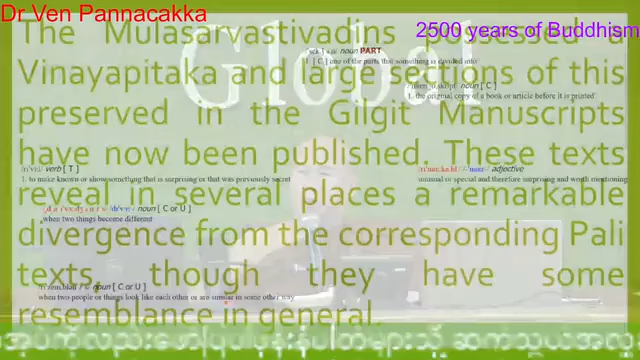 Dr Ven Pannacakka
2500 years of Buddhism
Global
The Mulasarvastivadins possessed a
Vinayapitaka and large sections of this
preserved in the Gilgit Manuscripts
have now been published. These texts
reveal in several places a remarkable
divergence from the corresponding Pali
texts, though they have some
resemblance in general.
noun PART
1. [ C ] one of the parts that something is divided into
noun [ C ]
1. the original copy of a book or article before it is printed
verb [ T ]
1. to make known or show something that is surprising or that was previously secret
adjective
unusual or special and therefore surprising and worth mentioning
noun [ C or U ]
when two things become different
noun [ C or U ]
when two people or things look like each other or are similar in some other way